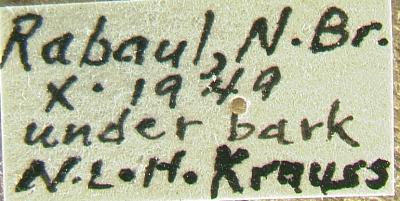 Rabaul, N. Br.
X. 1949
under bark
N.L.H. Krauss